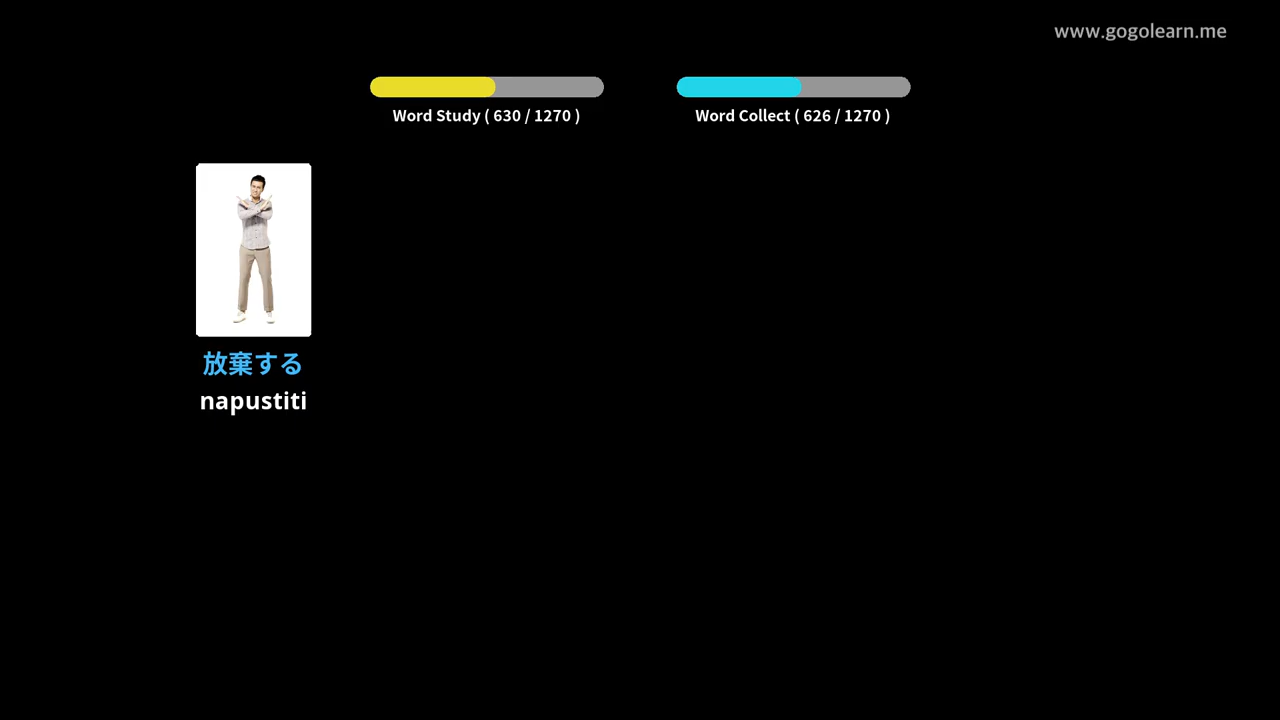 www.gogolearn.me
Word Study ( 630 / 1270 )
Word Collect ( 626 / 1270 )
放棄する
napustiti